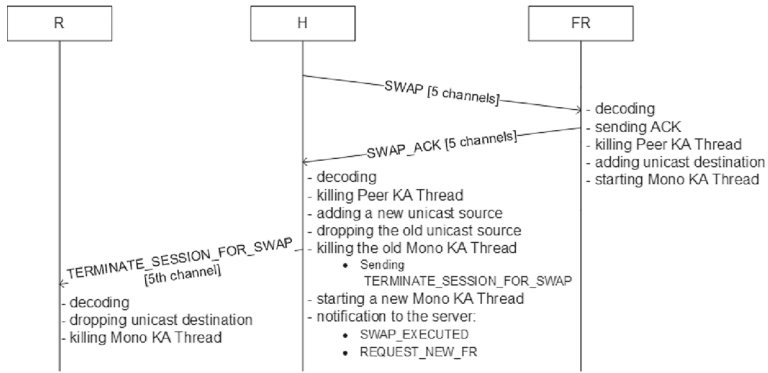 R
H
FR
SWAP [5 channels]
- decoding
- sending ACK
- killing Peer KA Thread
- adding unicast destination
- starting Mono KA Thread
SWAP_ACK [5 channels]
- decoding
- killing Peer KA Thread
- adding a new unicast source
- dropping the old unicast source
- killing the old Mono KA Thread
• Sending
TERMINATE_SESSION_FOR_SWAP
- starting a new Mono KA Thread
- notification to the server:
• SWAP_EXECUTED
• REQUEST_NEW_FR
TERMINATE_SESSION_FOR_SWAP
[5th channel]
- decoding
- dropping unicast destination
- killing Mono KA Thread